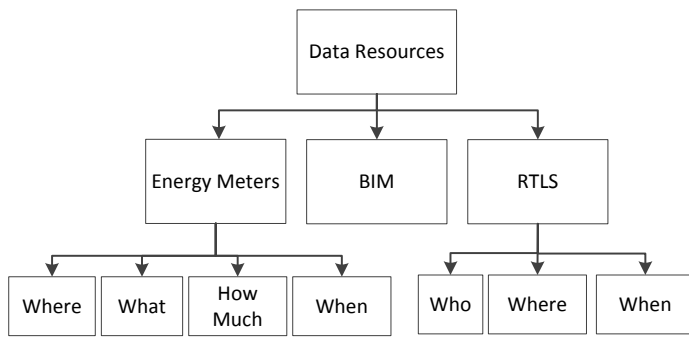 Data Resources
Energy Meters
BIM
RTLS
Where
What
How
Much
When
Who
Where
When